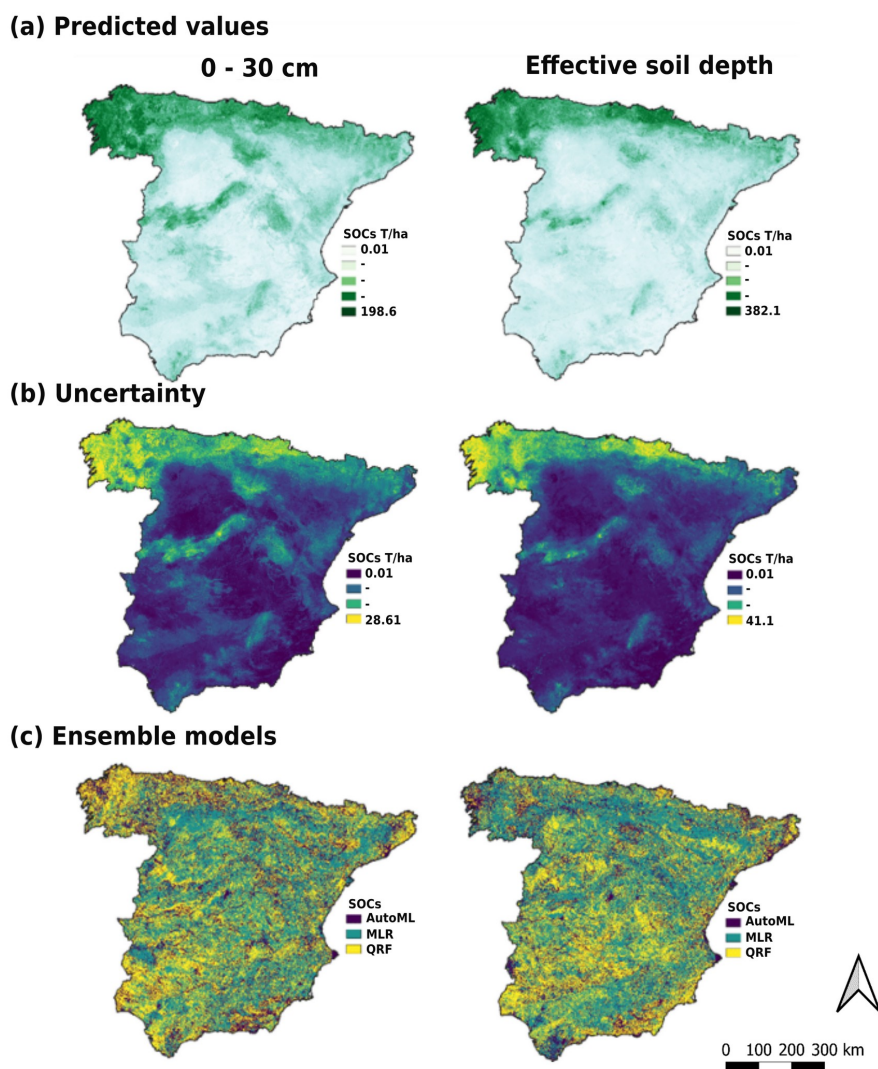 (a) Predicted values
0 - 30 cm
Effective soil depth
SOCs T/ha
0.01
-
-
-
198.6
SOCs T/ha
0.01
-
-
-
382.1
(b) Uncertainty
SOCs T/ha
0.01
-
-
28.61
SOCs T/ha
0.01
-
-
41.1
(c) Ensemble models
SOCs
AutoML
MLR
QRF
SOCs
AutoML
MLR
QRF
0 100 200 300 km